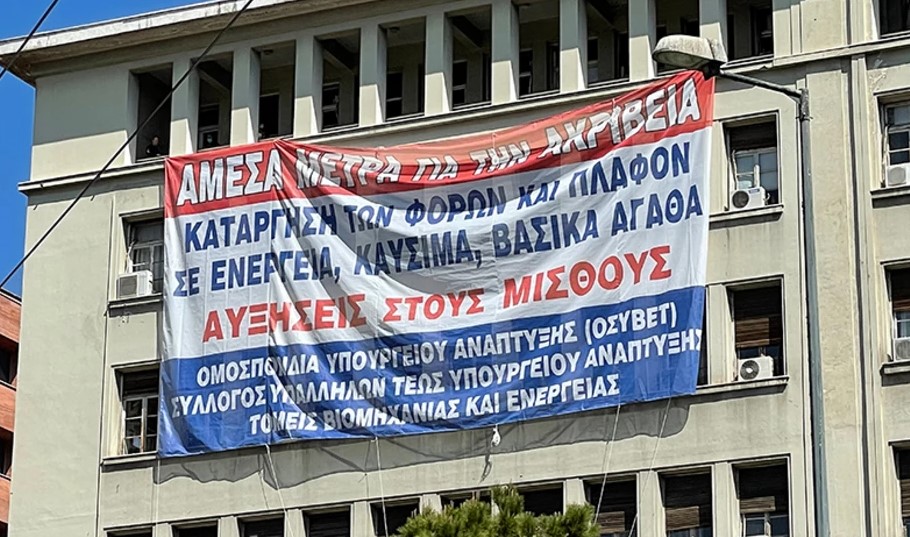 ΑΜΕΣΑ ΜΕΤΡΑ ΓΙΑ ΤΗΝ ΑΚΡΙΒΕΙΑ
ΚΑΤΑΡΓΗΣΗ ΤΩΝ ΦΟΡΩΝ ΚΑΙ ΠΛΑΦΟΝ
ΣΕ ΕΝΕΡΓΕΙΑ, ΚΑΥΣΙΜΑ, ΒΑΣΙΚΑ ΑΓΑΘΑ
ΑΥΞΗΣΕΙΣ ΣΤΟΥΣ ΜΙΣΘΟΥΣ
ΟΜΟΣΠΟΝΔΙΑ ΥΠΟΥΡΓΕΙΟΥ ΑΝΑΠΤΥΞΗΣ (ΟΣΥΒΕΤ)
ΣΥΛΛΟΓΟΣ ΥΠΑΛΛΗΛΩΝ ΤΕΩΣ ΥΠΟΥΡΓΕΙΟΥ ΑΝΑΠΤΥΞΗΣ
ΤΟΜΕΙΣ ΒΙΟΜΗΧΑΝΙΑΣ ΚΑΙ ΕΝΕΡΓΕΙΑΣ